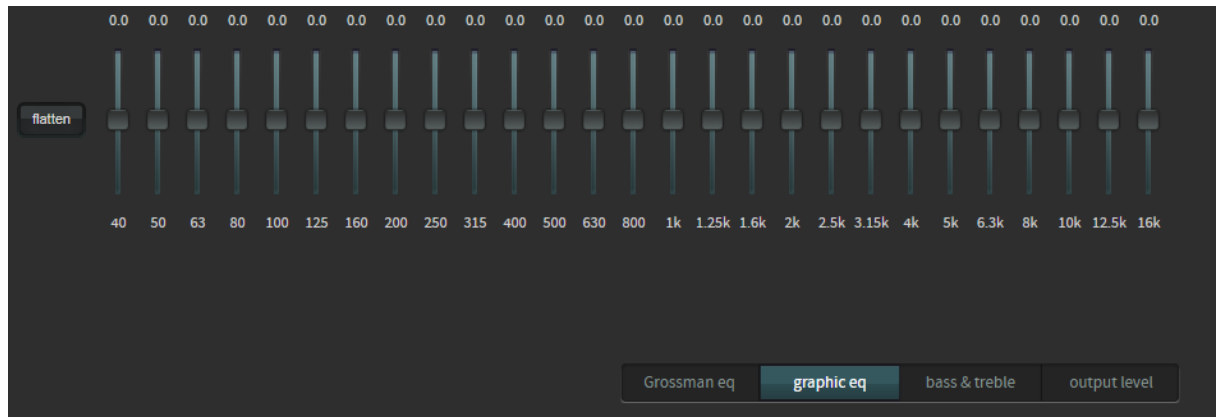 0.0 0.0 0.0 0.0 0.0 0.0 0.0 0.0 0.0 0.0 0.0 0.0 0.0 0.0 0.0 0.0 0.0 0.0 0.0 0.0 0.0 0.0 0.0 0.0 0.0 0.0 0.0
flatten
40 50 63 80 100 125 160 200 250 315 400 500 630 800 1k 1.25k 1.6k 2k 2.5k 3.15k 4k 5k 6.3k 8k 10k 12.5k 16k
Grossman eq graphic eq bass & treble output level